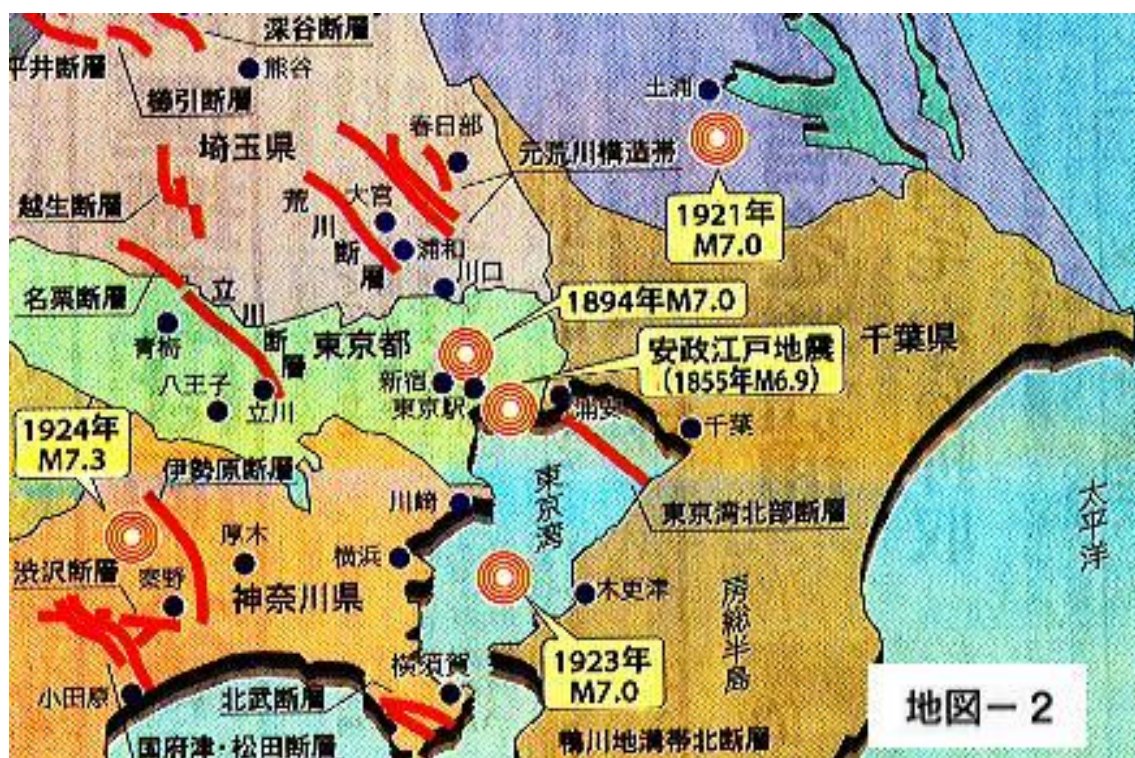 深谷断層
平井断層
熊谷
櫛引断層
土浦
春日部
埼玉県
元荒川構造帯
越生断層
大宮
荒川断層
浦和
1921年
M7.0
川口
名栗断層
立川断層
1894年M7.0
青梅
東京都
安政江戸地震
(1855年M6.9)
千葉県
新宿
八王子
東京駅
浦安
立川
千葉
1924年
M7.3
伊勢原断層
東京湾
川崎
東京湾北部断層
太平洋
厚木
横浜
渋沢断層
秦野
神奈川県
木更津
房総半島
1923年
M7.0
横須賀
小田原
北武断層
地図－2
国府津・松田断層
鴨川地溝帯北断層